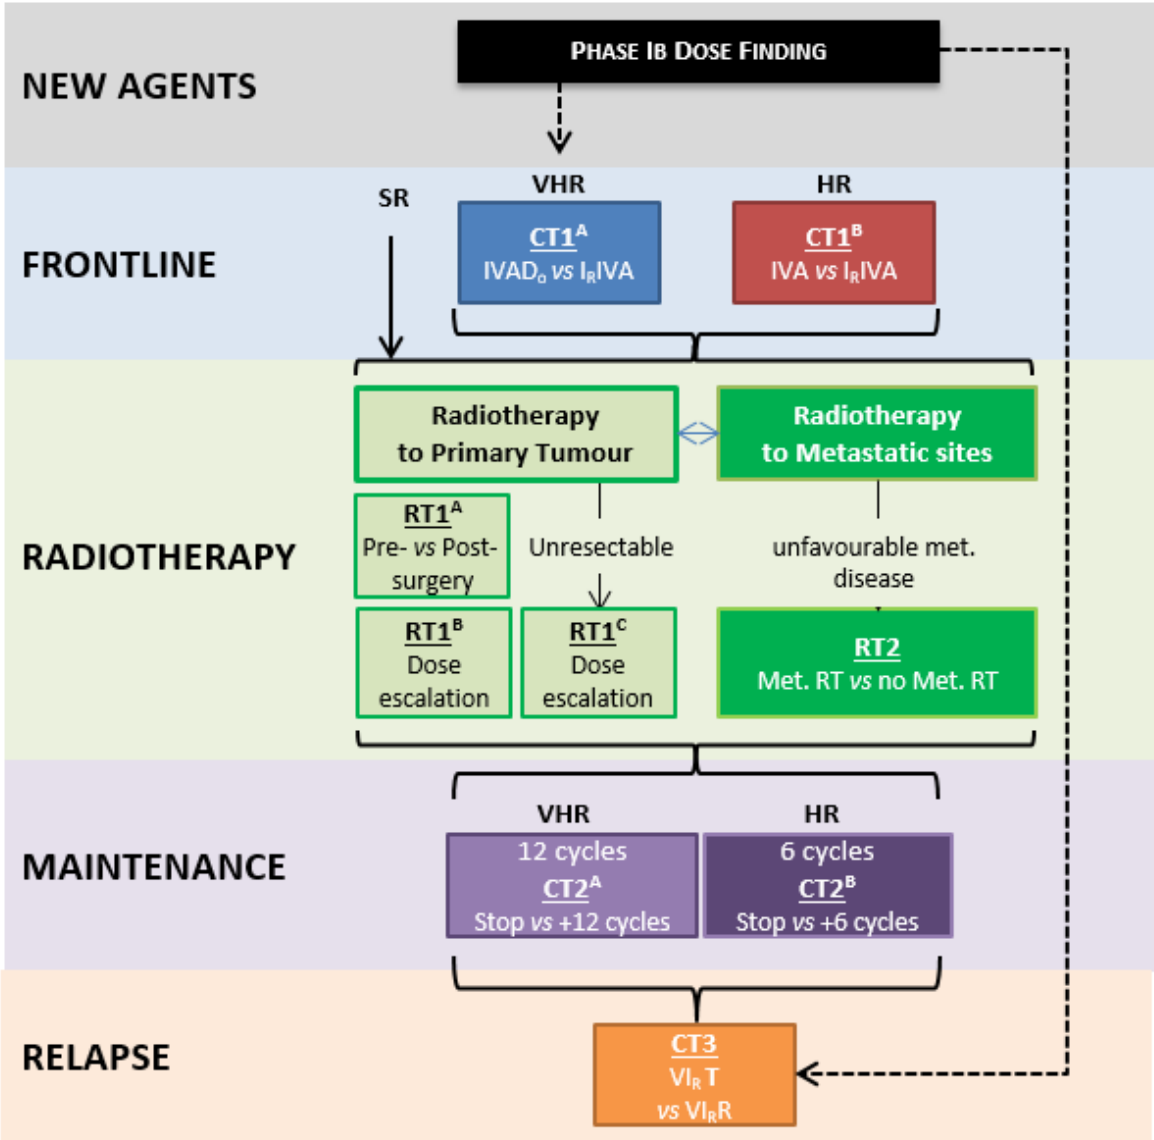 PHASE IB DOSE FINDING
NEW AGENTS
VHR
HR
SR
CT1ᴬ
IVADₒ vs IᵣIVA
CT1ᴮ
IVA vs IᵣIVA
FRONTLINE
Radiotherapy
to Primary Tumour
Radiotherapy
to Metastatic sites
RT1ᴬ
Pre- vs Post-
surgery
Unresectable
unfavourable met.
disease
RADIOTHERAPY
RT1ᴮ
Dose
escalation
RT1ᶜ
Dose
escalation
RT2
Met. RT vs no Met. RT
VHR
HR
12 cycles
CT2ᴬ
Stop vs +12 cycles
6 cycles
CT2ᴮ
Stop vs +6 cycles
MAINTENANCE
RELAPSE
CT3
VIᵣT
vs VIᵣR